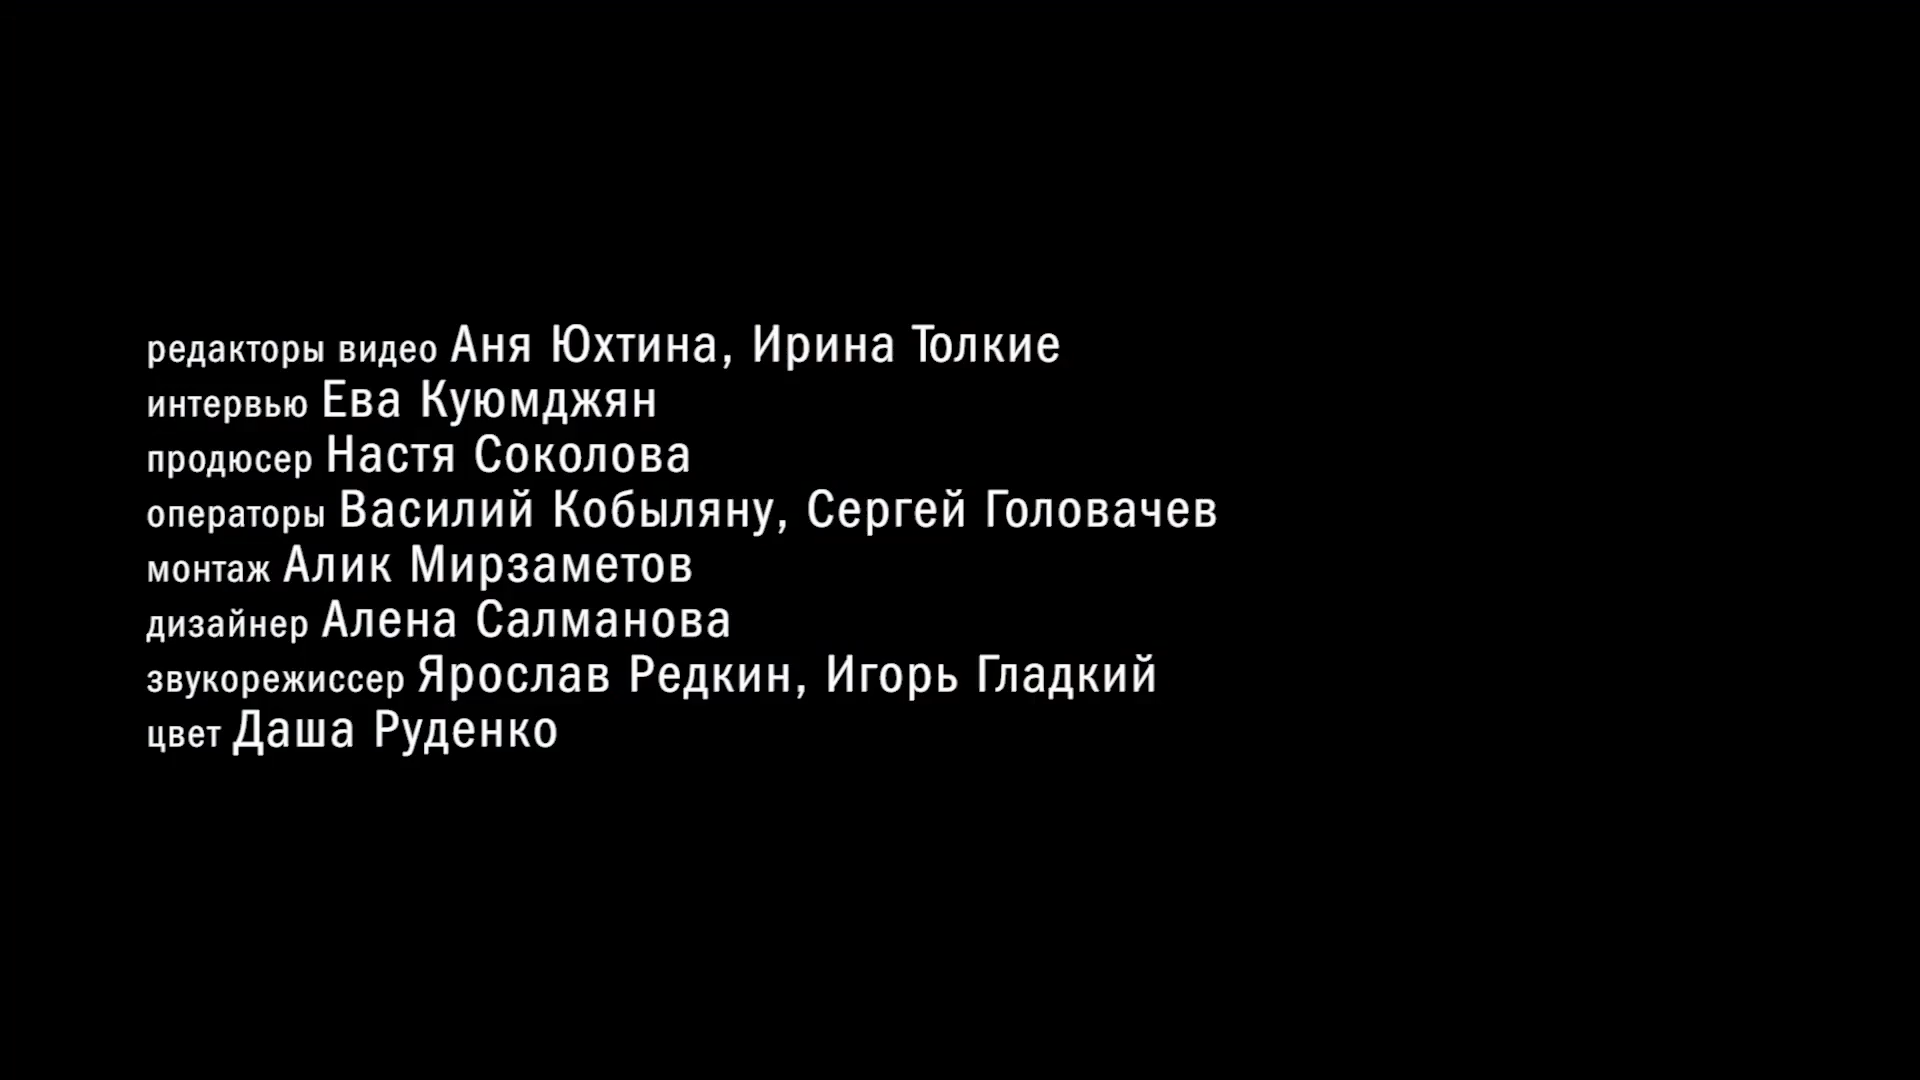 редакторы видео Аня Юхтина, Ирина Толкие
интервью Ева Куюмджян
продюсер Настя Соколова
операторы Василий Кобыляну, Сергей Головачев
монтаж Алик Мирзаметов
дизайнер Алена Салманова
звукорежиссер Ярослав Редкин, Игорь Гладкий
цвет Даша Руденко